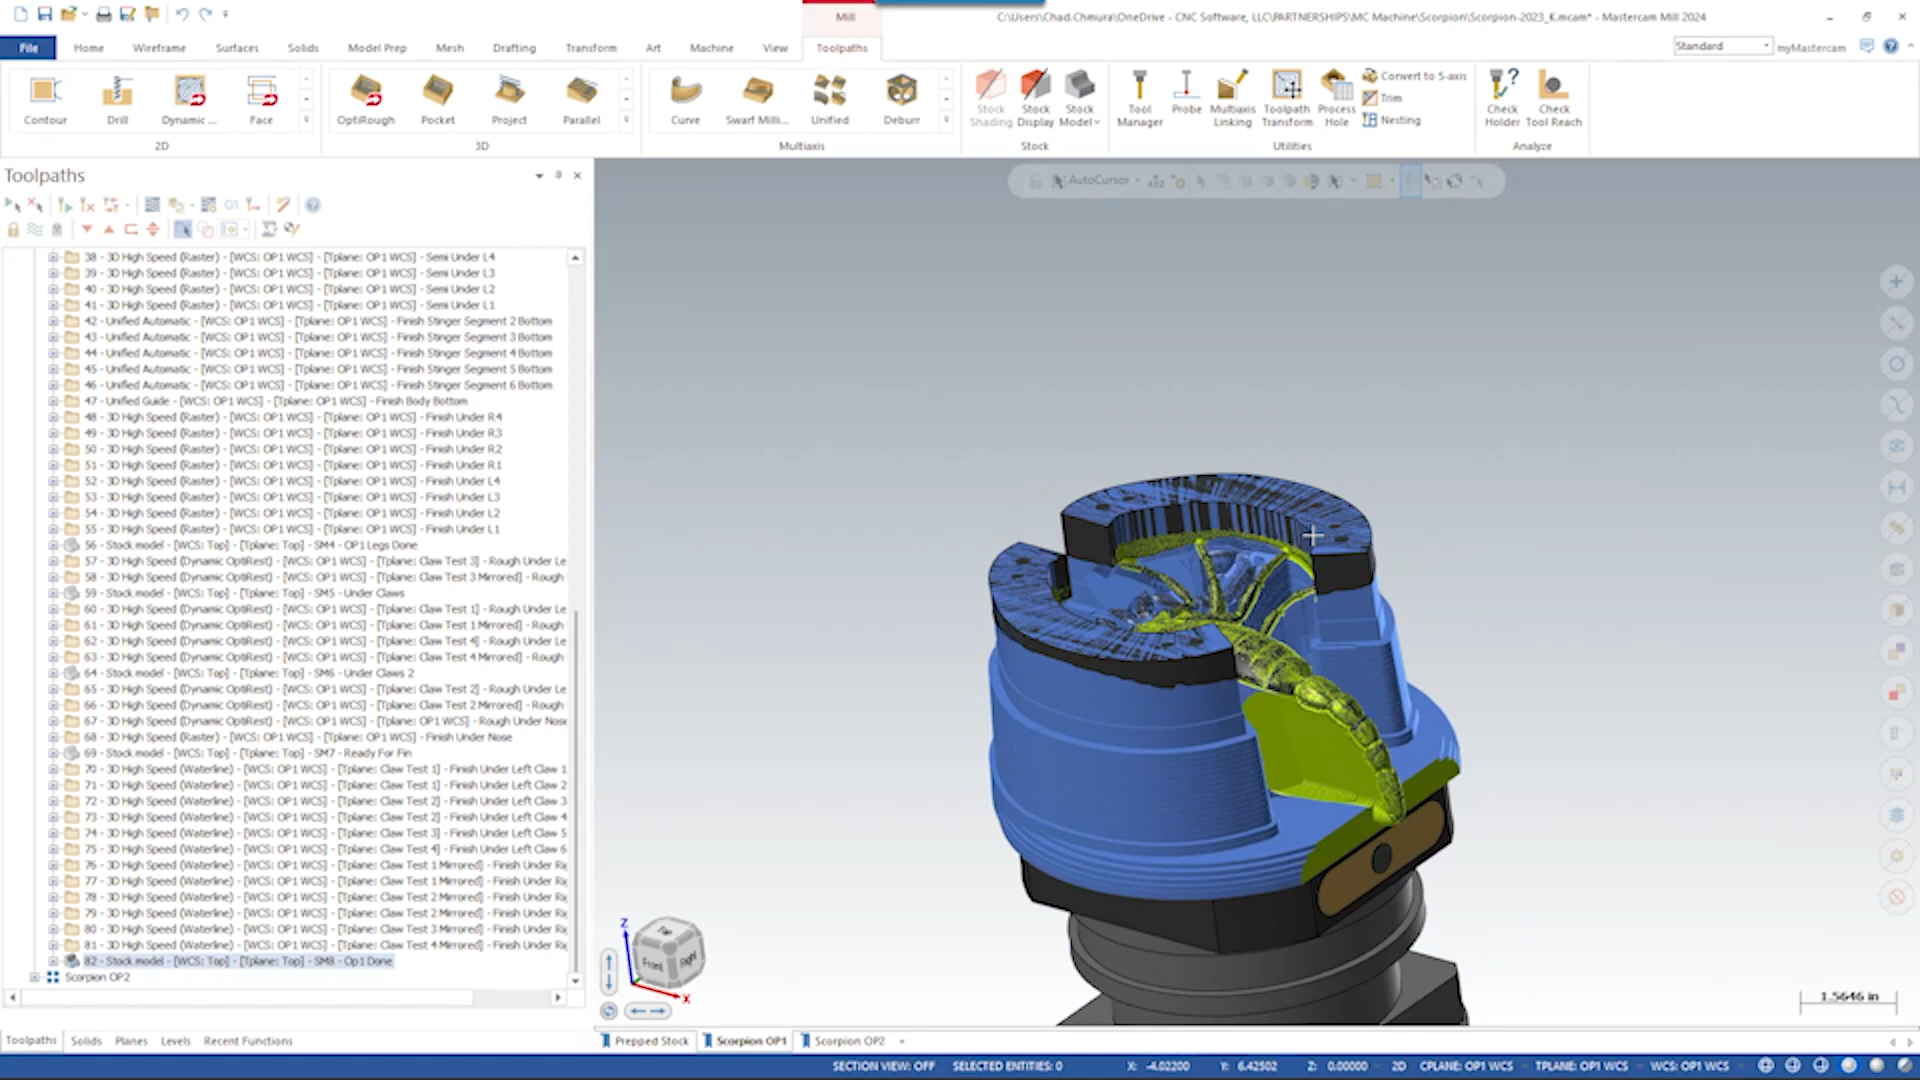 Mill
C:\Users\Chad.Chmura\OneDrive - CNC Software, LLC\PARTNERSHIPS\MC Machine\Scorpion\Scorpion-2023_K.mcam* - Mastercam Mill 2024
File Home Wireframe Surfaces Solids Model Prep Mesh Drafting Transform Art Machine View Toolpaths
Standard myMastercam
Contour Drill Dynamic ... Face
OptiRough Pocket Project Parallel
Curve Swarf Milli... Unified Deburr
Stock Shading Stock Display Stock Model
Tool Manager Probe Multiaxis Linking Toolpath Transform Process Hole
Convert to 5-axis
Trim
Nesting
Check Holder Check Tool Reach
2D 3D Multiaxis Stock Utilities Analyze
Toolpaths
AutoCursor
G1
38 - 3D High Speed (Raster) - [WCS: OP1 WCS] - [Tplane: OP1 WCS] - Semi Under L4
39 - 3D High Speed (Raster) - [WCS: OP1 WCS] - [Tplane: OP1 WCS] - Semi Under L3
40 - 3D High Speed (Raster) - [WCS: OP1 WCS] - [Tplane: OP1 WCS] - Semi Under L2
41 - 3D High Speed (Raster) - [WCS: OP1 WCS] - [Tplane: OP1 WCS] - Semi Under L1
42 - Unified Automatic - [WCS: OP1 WCS] - [Tplane: OP1 WCS] - Finish Stinger Segment 2 Bottom
43 - Unified Automatic - [WCS: OP1 WCS] - [Tplane: OP1 WCS] - Finish Stinger Segment 3 Bottom
44 - Unified Automatic - [WCS: OP1 WCS] - [Tplane: OP1 WCS] - Finish Stinger Segment 4 Bottom
45 - Unified Automatic - [WCS: OP1 WCS] - [Tplane: OP1 WCS] - Finish Stinger Segment 5 Bottom
46 - Unified Automatic - [WCS: OP1 WCS] - [Tplane: OP1 WCS] - Finish Stinger Segment 6 Bottom
47 - Unified Guide - [WCS: OP1 WCS] - [Tplane: OP1 WCS] - Finish Body Bottom
48 - 3D High Speed (Raster) - [WCS: OP1 WCS] - [Tplane: OP1 WCS] - Finish Under R4
49 - 3D High Speed (Raster) - [WCS: OP1 WCS] - [Tplane: OP1 WCS] - Finish Under R3
50 - 3D High Speed (Raster) - [WCS: OP1 WCS] - [Tplane: OP1 WCS] - Finish Under R2
51 - 3D High Speed (Raster) - [WCS: OP1 WCS] - [Tplane: OP1 WCS] - Finish Under R1
52 - 3D High Speed (Raster) - [WCS: OP1 WCS] - [Tplane: OP1 WCS] - Finish Under L4
53 - 3D High Speed (Raster) - [WCS: OP1 WCS] - [Tplane: OP1 WCS] - Finish Under L3
54 - 3D High Speed (Raster) - [WCS: OP1 WCS] - [Tplane: OP1 WCS] - Finish Under L2
55 - 3D High Speed (Raster) - [WCS: OP1 WCS] - [Tplane: OP1 WCS] - Finish Under L1
56 - Stock model - [WCS: Top] - [Tplane: Top] - SM4 - OP1 Legs Done
57 - 3D High Speed (Dynamic OptiRest) - [WCS: OP1 WCS] - [Tplane: Claw Test 3] - Rough Under Le
58 - 3D High Speed (Dynamic OptiRest) - [WCS: OP1 WCS] - [Tplane: Claw Test 3 Mirrored] - Rough
59 - Stock model - [WCS: Top] - [Tplane: Top] - SM5 - Under Claws
60 - 3D High Speed (Dynamic OptiRest) - [WCS: OP1 WCS] - [Tplane: Claw Test 1] - Rough Under Le
61 - 3D High Speed (Dynamic OptiRest) - [WCS: OP1 WCS] - [Tplane: Claw Test 1 Mirrored] - Rough
62 - 3D High Speed (Dynamic OptiRest) - [WCS: OP1 WCS] - [Tplane: Claw Test 4] - Rough Under Le
63 - 3D High Speed (Dynamic OptiRest) - [WCS: OP1 WCS] - [Tplane: Claw Test 4 Mirrored] - Rough
64 - Stock model - [WCS: Top] - [Tplane: Top] - SM6 - Under Claws 2
65 - 3D High Speed (Dynamic OptiRest) - [WCS: OP1 WCS] - [Tplane: Claw Test 2] - Rough Under Le
66 - 3D High Speed (Dynamic OptiRest) - [WCS: OP1 WCS] - [Tplane: Claw Test 2 Mirrored] - Rough
67 - 3D High Speed (Dynamic OptiRest) - [WCS: OP1 WCS] - [Tplane: OP1 WCS] - Rough Under Nose
68 - 3D High Speed (Raster) - [WCS: OP1 WCS] - [Tplane: OP1 WCS] - Finish Under Nose
69 - Stock model - [WCS: Top] - [Tplane: Top] - SM7 - Ready For Fin
70 - 3D High Speed (Waterline) - [WCS: OP1 WCS] - [Tplane: Claw Test 1] - Finish Under Left Claw 1
71 - 3D High Speed (Waterline) - [WCS: OP1 WCS] - [Tplane: Claw Test 1] - Finish Under Left Claw 2
72 - 3D High Speed (Waterline) - [WCS: OP1 WCS] - [Tplane: Claw Test 2] - Finish Under Left Claw 3
73 - 3D High Speed (Waterline) - [WCS: OP1 WCS] - [Tplane: Claw Test 2] - Finish Under Left Claw 4
74 - 3D High Speed (Waterline) - [WCS: OP1 WCS] - [Tplane: Claw Test 3] - Finish Under Left Claw 5
75 - 3D High Speed (Waterline) - [WCS: OP1 WCS] - [Tplane: Claw Test 4] - Finish Under Left Claw 6
76 - 3D High Speed (Waterline) - [WCS: OP1 WCS] - [Tplane: Claw Test 1 Mirrored] - Finish Under Ri
77 - 3D High Speed (Waterline) - [WCS: OP1 WCS] - [Tplane: Claw Test 1 Mirrored] - Finish Under Ri
78 - 3D High Speed (Waterline) - [WCS: OP1 WCS] - [Tplane: Claw Test 2 Mirrored] - Finish Under Ri
79 - 3D High Speed (Waterline) - [WCS: OP1 WCS] - [Tplane: Claw Test 2 Mirrored] - Finish Under Ri
80 - 3D High Speed (Waterline) - [WCS: OP1 WCS] - [Tplane: Claw Test 3 Mirrored] - Finish Under Ri
81 - 3D High Speed (Waterline) - [WCS: OP1 WCS] - [Tplane: Claw Test 4 Mirrored] - Finish Under Ri
82 - Stock model - [WCS: Top] - [Tplane: Top] - SM8 - Op1 Done
Scorpion OP2
Z
Top
Front Right
X
1.5646 in
Toolpaths Solids Planes Levels Recent Functions
Prepped Stock Scorpion OP1 Scorpion OP2 +
SECTION VIEW: OFF SELECTED ENTITIES: 0 X: -4.02200 Y: 6.42502 Z: 0.00000 2D CPLANE: OP1 WCS TPLANE: OP1 WCS WCS: OP1 WCS